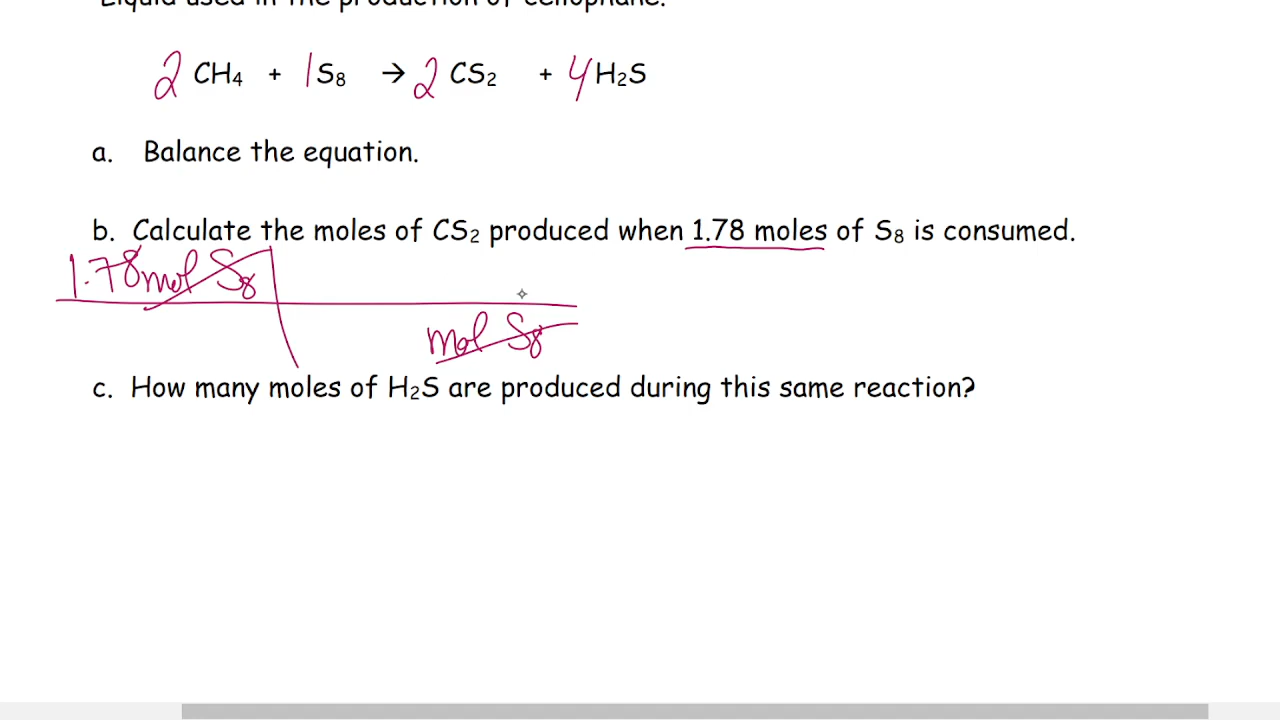 Liquid used in the production of cellophane.
2 CH₄ + 1 S₈ → 2 CS₂ + 4 H₂S
a. Balance the equation.
b. Calculate the moles of CS₂ produced when 1.78 moles of S₈ is consumed.
1.78 mol S₈
mol S₈
c. How many moles of H₂S are produced during this same reaction?